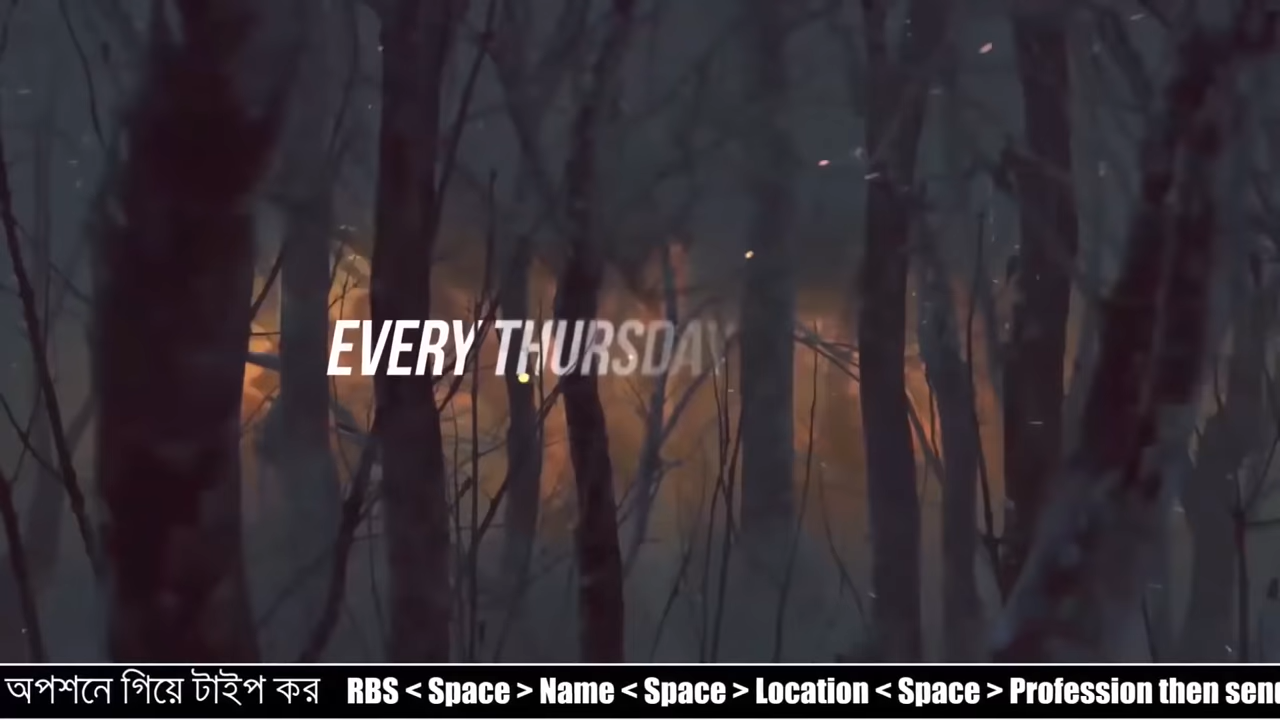 EVERY THURSDAY
অপশনে গিয়ে টাইপ কর RBS < Space > Name < Space > Location < Space > Profession then